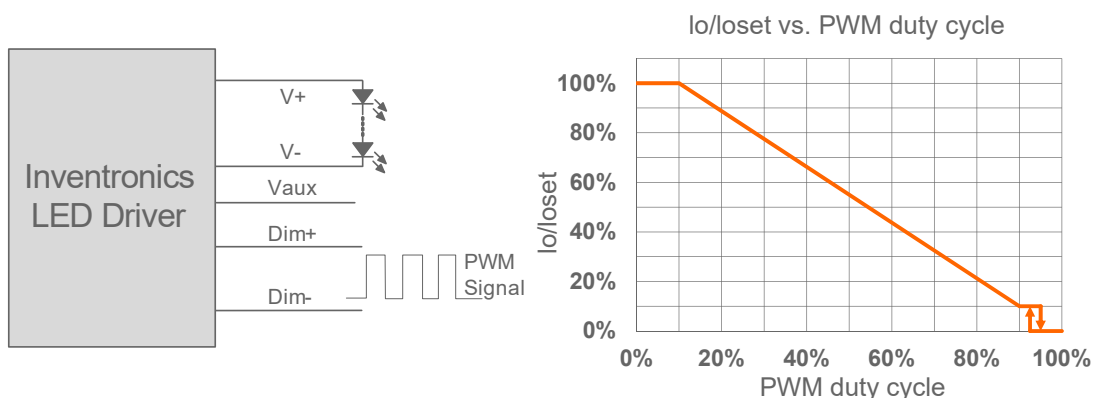 Inventronics
LED Driver
V+
V-
Vaux
Dim+
Dim-
PWM
Signal
Io/Ioset vs. PWM duty cycle
Io/Ioset
100%
80%
60%
40%
20%
0%
0% 20% 40% 60% 80% 100%
PWM duty cycle